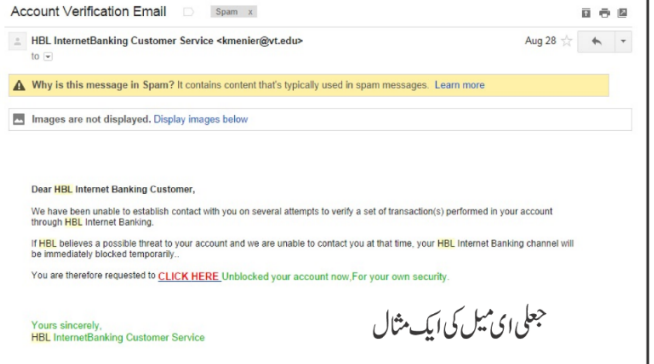 Account Verification Email
Spam x
HBL InternetBanking Customer Service <kmenier@vt.edu>
Aug 28
to
Why is this message in Spam? It contains content that's typically used in spam messages. Learn more
Images are not displayed. Display images below
Dear HBL Internet Banking Customer,
We have been unable to establish contact with you on several attempts to verify a set of transaction(s) performed in your account
through HBL Internet Banking.
If HBL believes a possible threat to your account and we are unable to contact you at that time, your HBL Internet Banking channel will
be immediately blocked temporarily..
You are therefore requested to CLICK HERE Unblocked your account now,For your own security.
جعلی ای میل کی ایک مثال
Yours sincerely,
HBL InternetBanking Customer Service